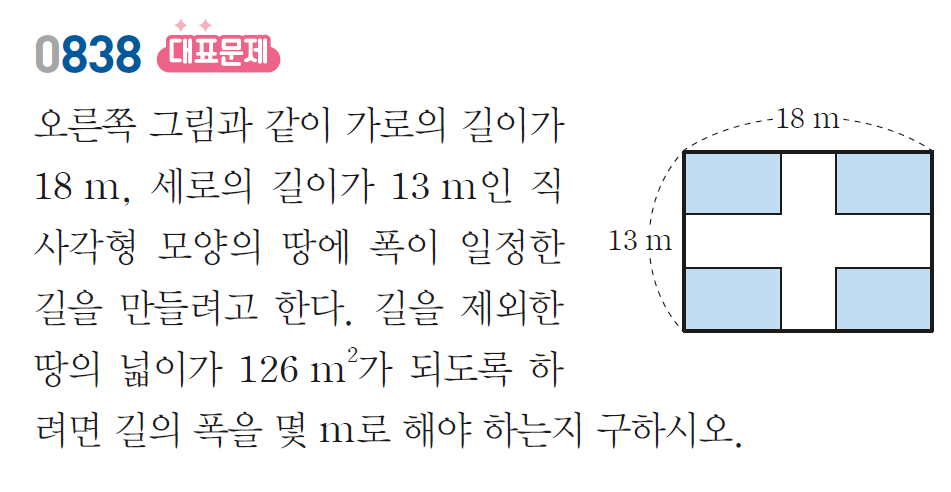 0838 대표문제
오른쪽 그림과 같이 가로의 길이가
18 m, 세로의 길이가 13 m인 직
사각형 모양의 땅에 폭이 일정한
길을 만들려고 한다. 길을 제외한
땅의 넓이가 126 m²가 되도록 하
려면 길의 폭을 몇 m로 해야 하는지 구하시오.
18 m
13 m